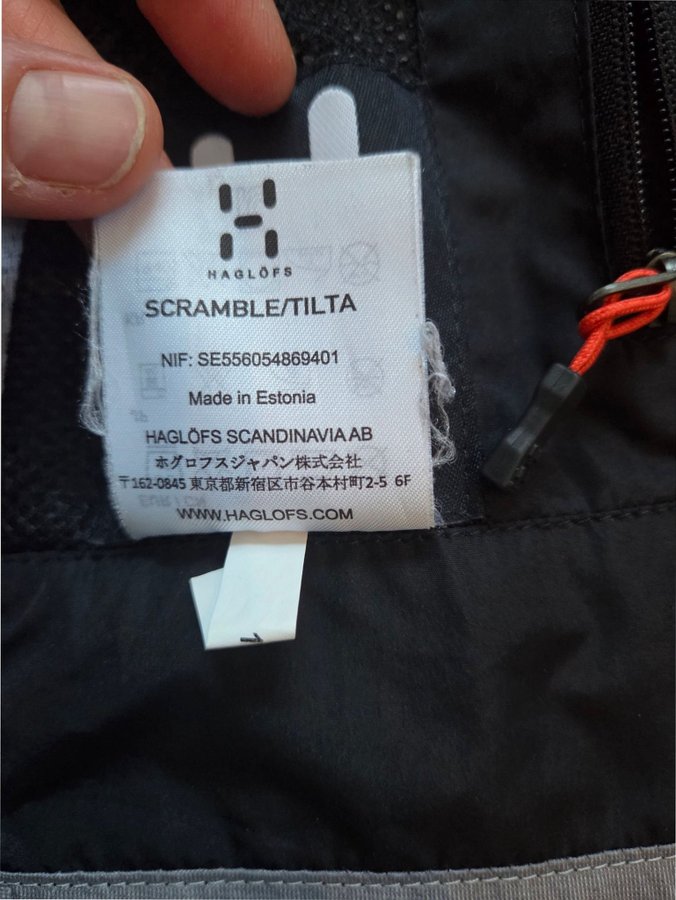 HAGLÖFS
SCRAMBLE/TILTA
NIF: SE556054869401
Made in Estonia
HAGLÖFS SCANDINAVIA AB
ホグロフスジャパン株式会社
〒162-0845 東京都新宿区市谷本村町2-5 6F
WWW.HAGLOFS.COM